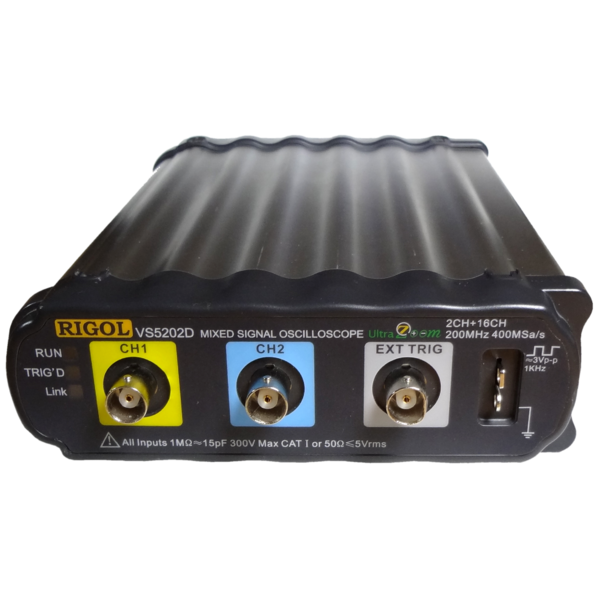 RIGOL VS5202D MIXED SIGNAL OSCILLOSCOPE UltraZoom 2CH+16CH
200MHz 400MSa/s
RUN
TRIG'D
Link
CH1
CH2
EXT TRIG
~3Vp-p
1KHz
All Inputs 1MΩ≈15pF 300V Max CAT I or 50Ω≤5Vrms